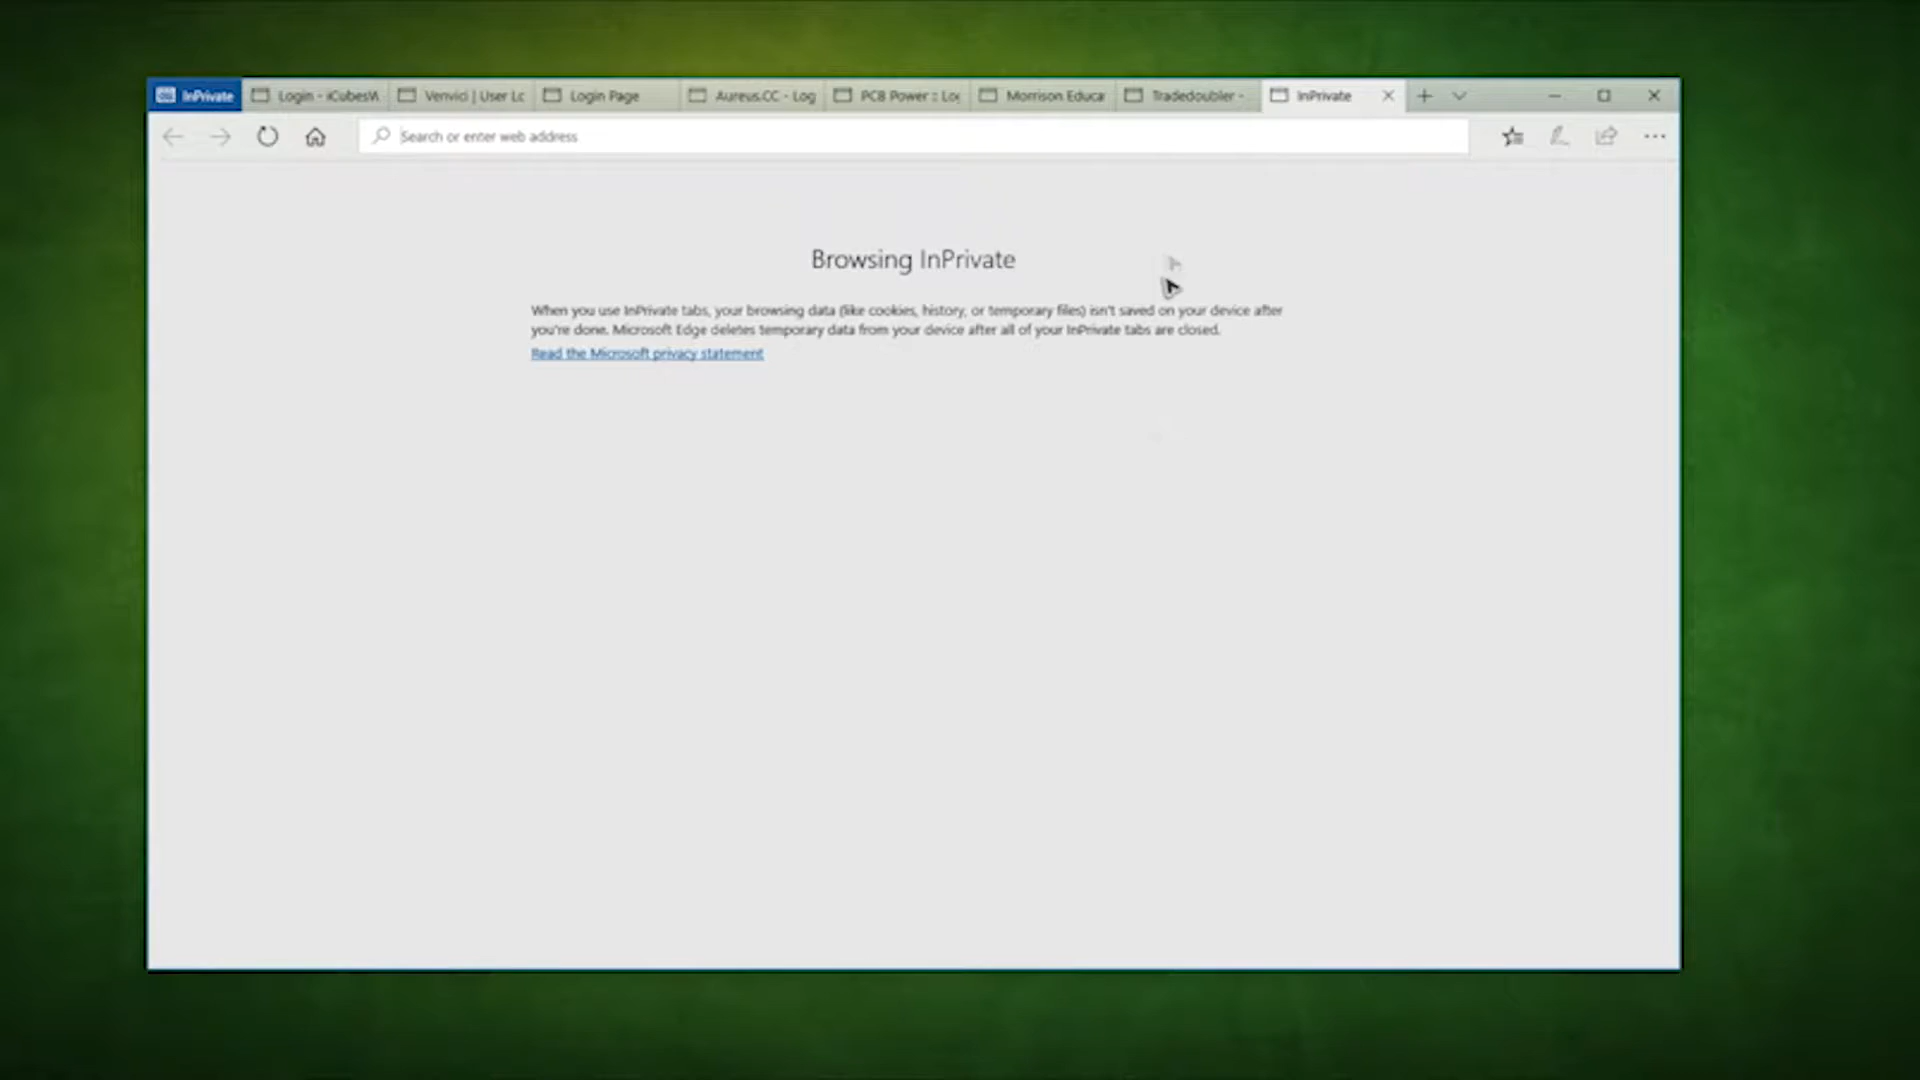 InPrivate
Login - iCubesW
Venvici | User Lo
Login Page
Aureus.CC - Log
PCB Power :: Log
Morrison Educa
Tradedoubler -
InPrivate
Search or enter web address
Browsing InPrivate
When you use InPrivate tabs, your browsing data (like cookies, history, or temporary files) isn't saved on your device after
you're done. Microsoft Edge deletes temporary data from your device after all of your InPrivate tabs are closed.
Read the Microsoft privacy statement